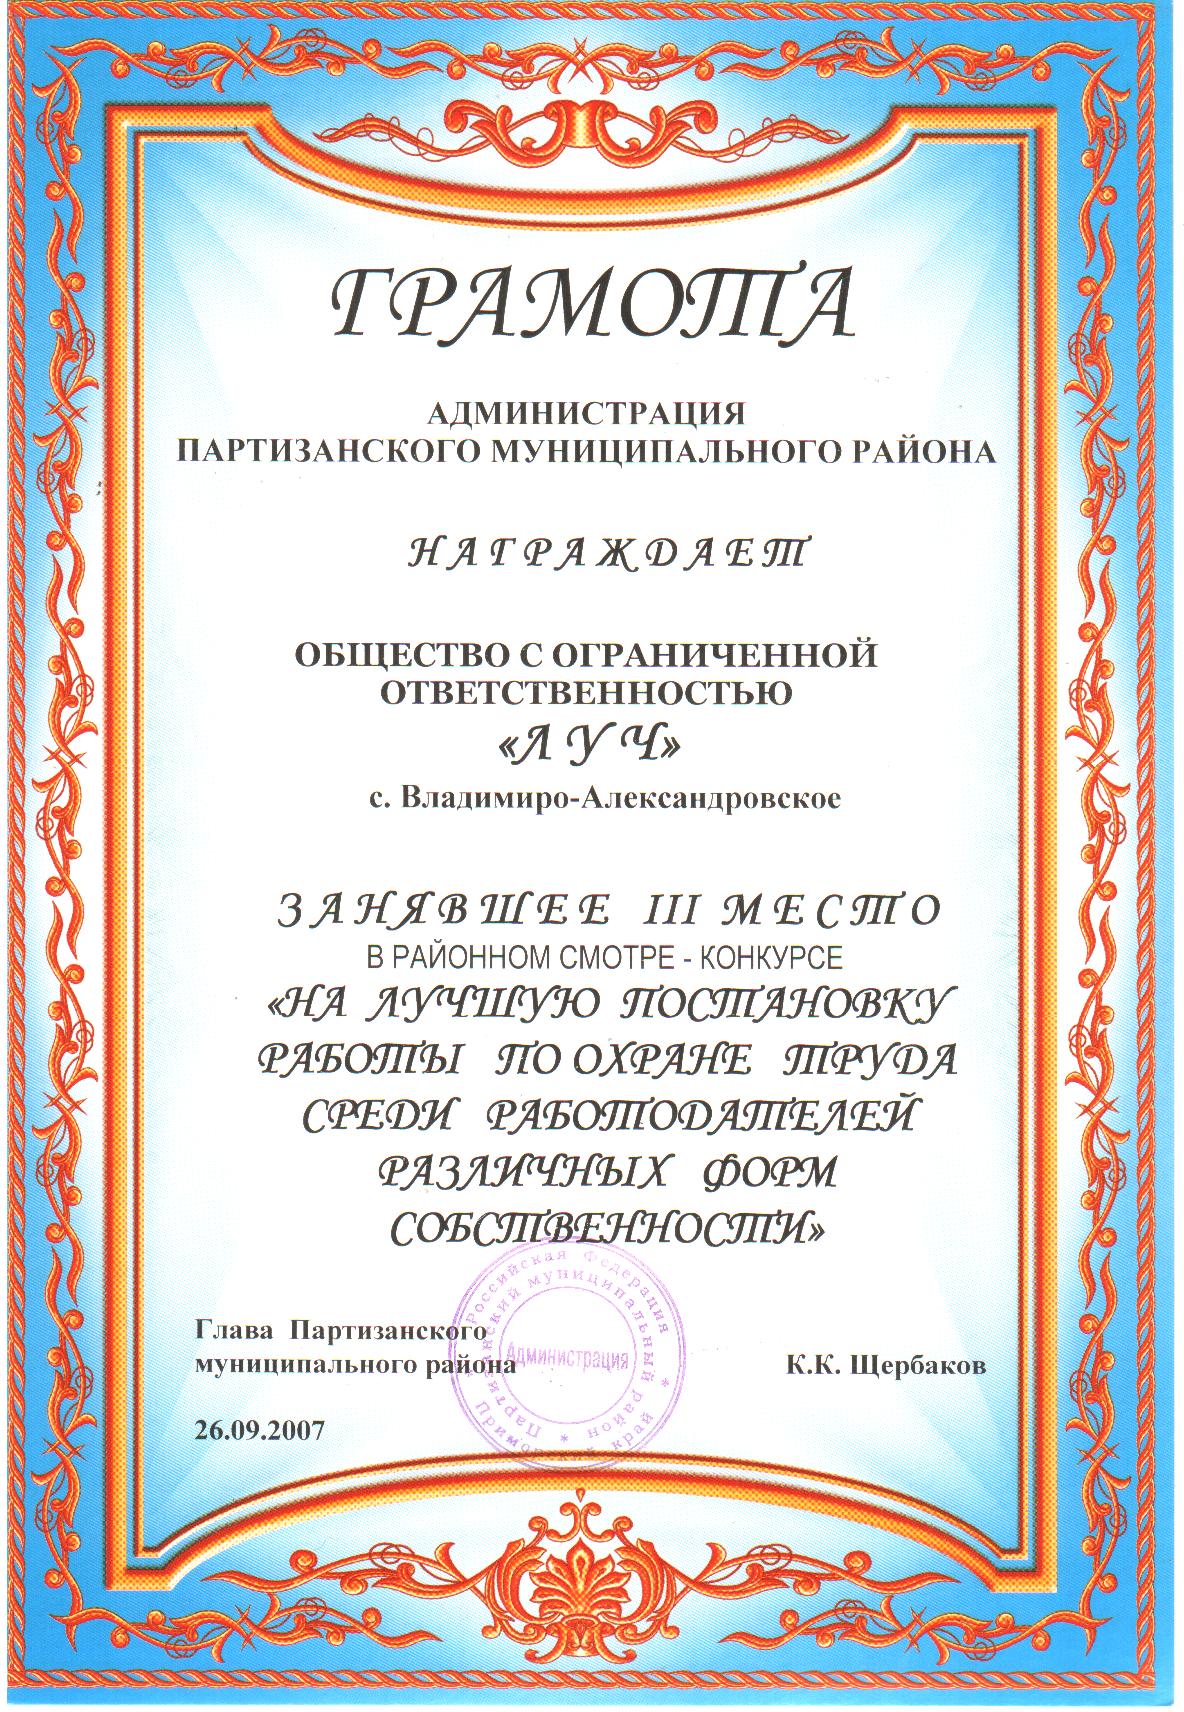 ГРАМОТА
АДМИНИСТРАЦИЯ
ПАРТИЗАНСКОГО МУНИЦИПАЛЬНОГО РАЙОНА
НАГРАЖДАЕТ
ОБЩЕСТВО С ОГРАНИЧЕННОЙ
ОТВЕТСТВЕННОСТЬЮ
«ЛУЧ»
с. Владимиро-Александровское
ЗАНЯВШЕЕ III МЕСТО
В РАЙОННОМ СМОТРЕ - КОНКУРСЕ
«НА ЛУЧШУЮ ПОСТАНОВКУ
РАБОТЫ ПО ОХРАНЕ ТРУДА
СРЕДИ РАБОТОДАТЕЛЕЙ
РАЗЛИЧНЫХ ФОРМ
СОБСТВЕННОСТИ»
Глава Партизанского
муниципального района
К.К. Щербаков
26.09.2007
Российская Федерация * Приморский край *
Партизанский муниципальный район *
Администрация